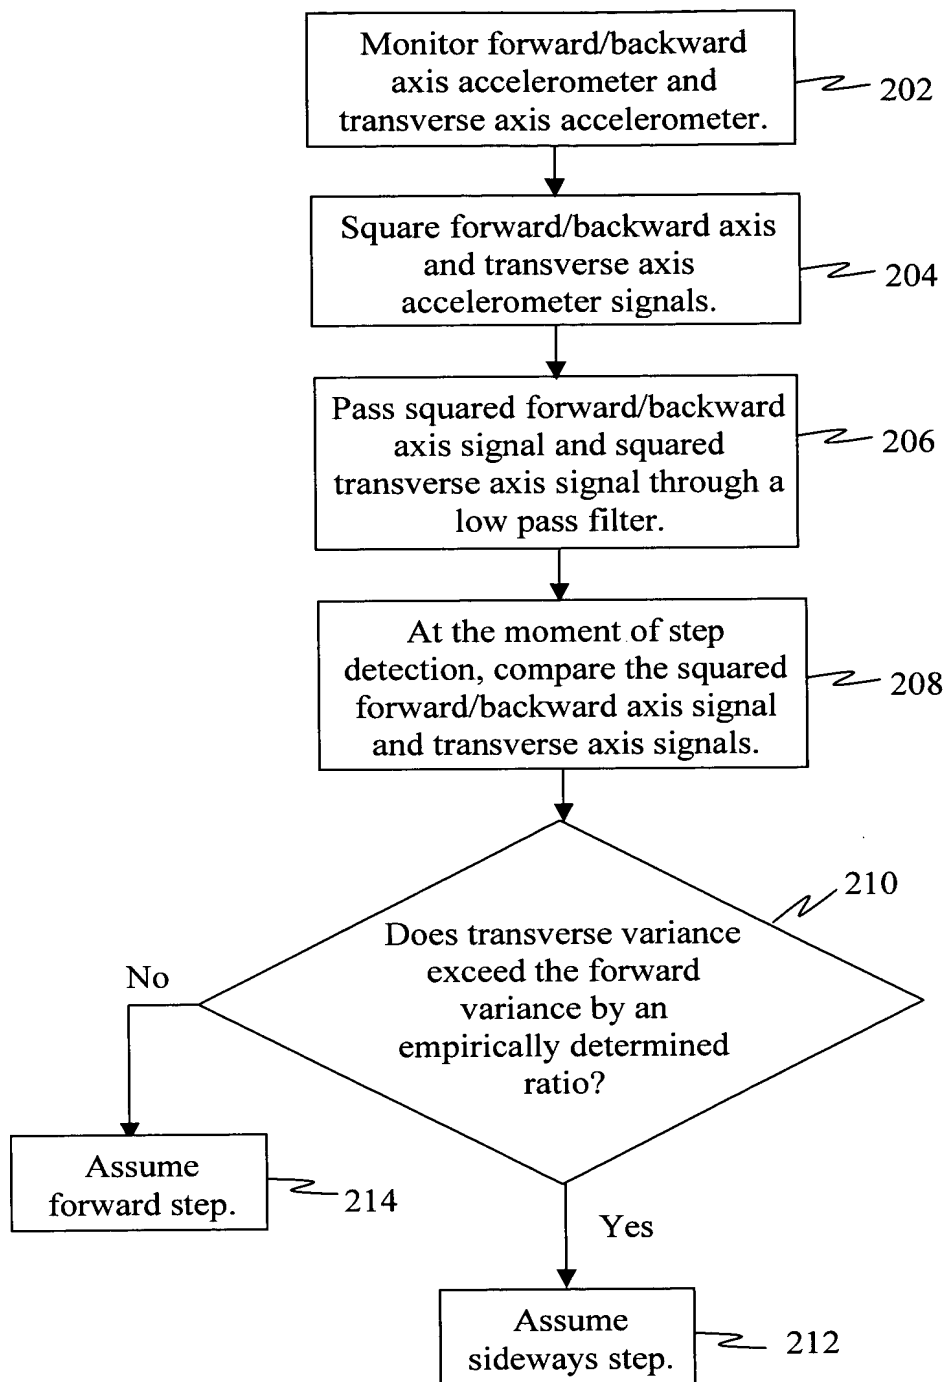 Monitor forward/backward
axis accelerometer and
transverse axis accelerometer.
202
Square forward/backward axis
and transverse axis
accelerometer signals.
204
Pass squared forward/backward
axis signal and squared
transverse axis signal through a
low pass filter.
206
At the moment of step
detection, compare the squared
forward/backward axis signal
and transverse axis signals.
208
210
Does transverse variance
exceed the forward
variance by an
empirically determined
ratio?
No
Assume
forward step.
214
Yes
Assume
sideways step.
212